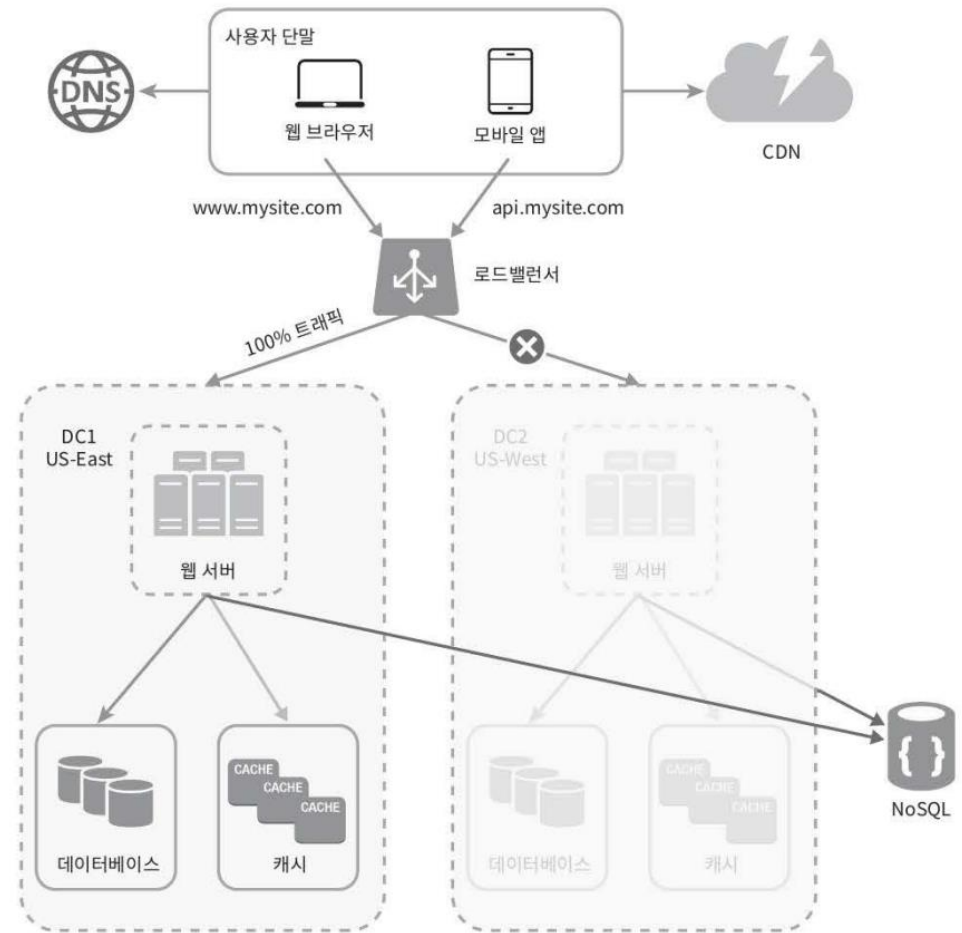 사용자 단말
DNS
웹 브라우저
모바일 앱
CDN
www.mysite.com
api.mysite.com
로드밸런서
100% 트래픽
DC1
US-East
웹 서버
DC2
US-West
웹 서버
CACHE
CACHE
CACHE
데이터베이스
캐시
CACHE
CACHE
CACHE
데이터베이스
캐시
{ }
NoSQL